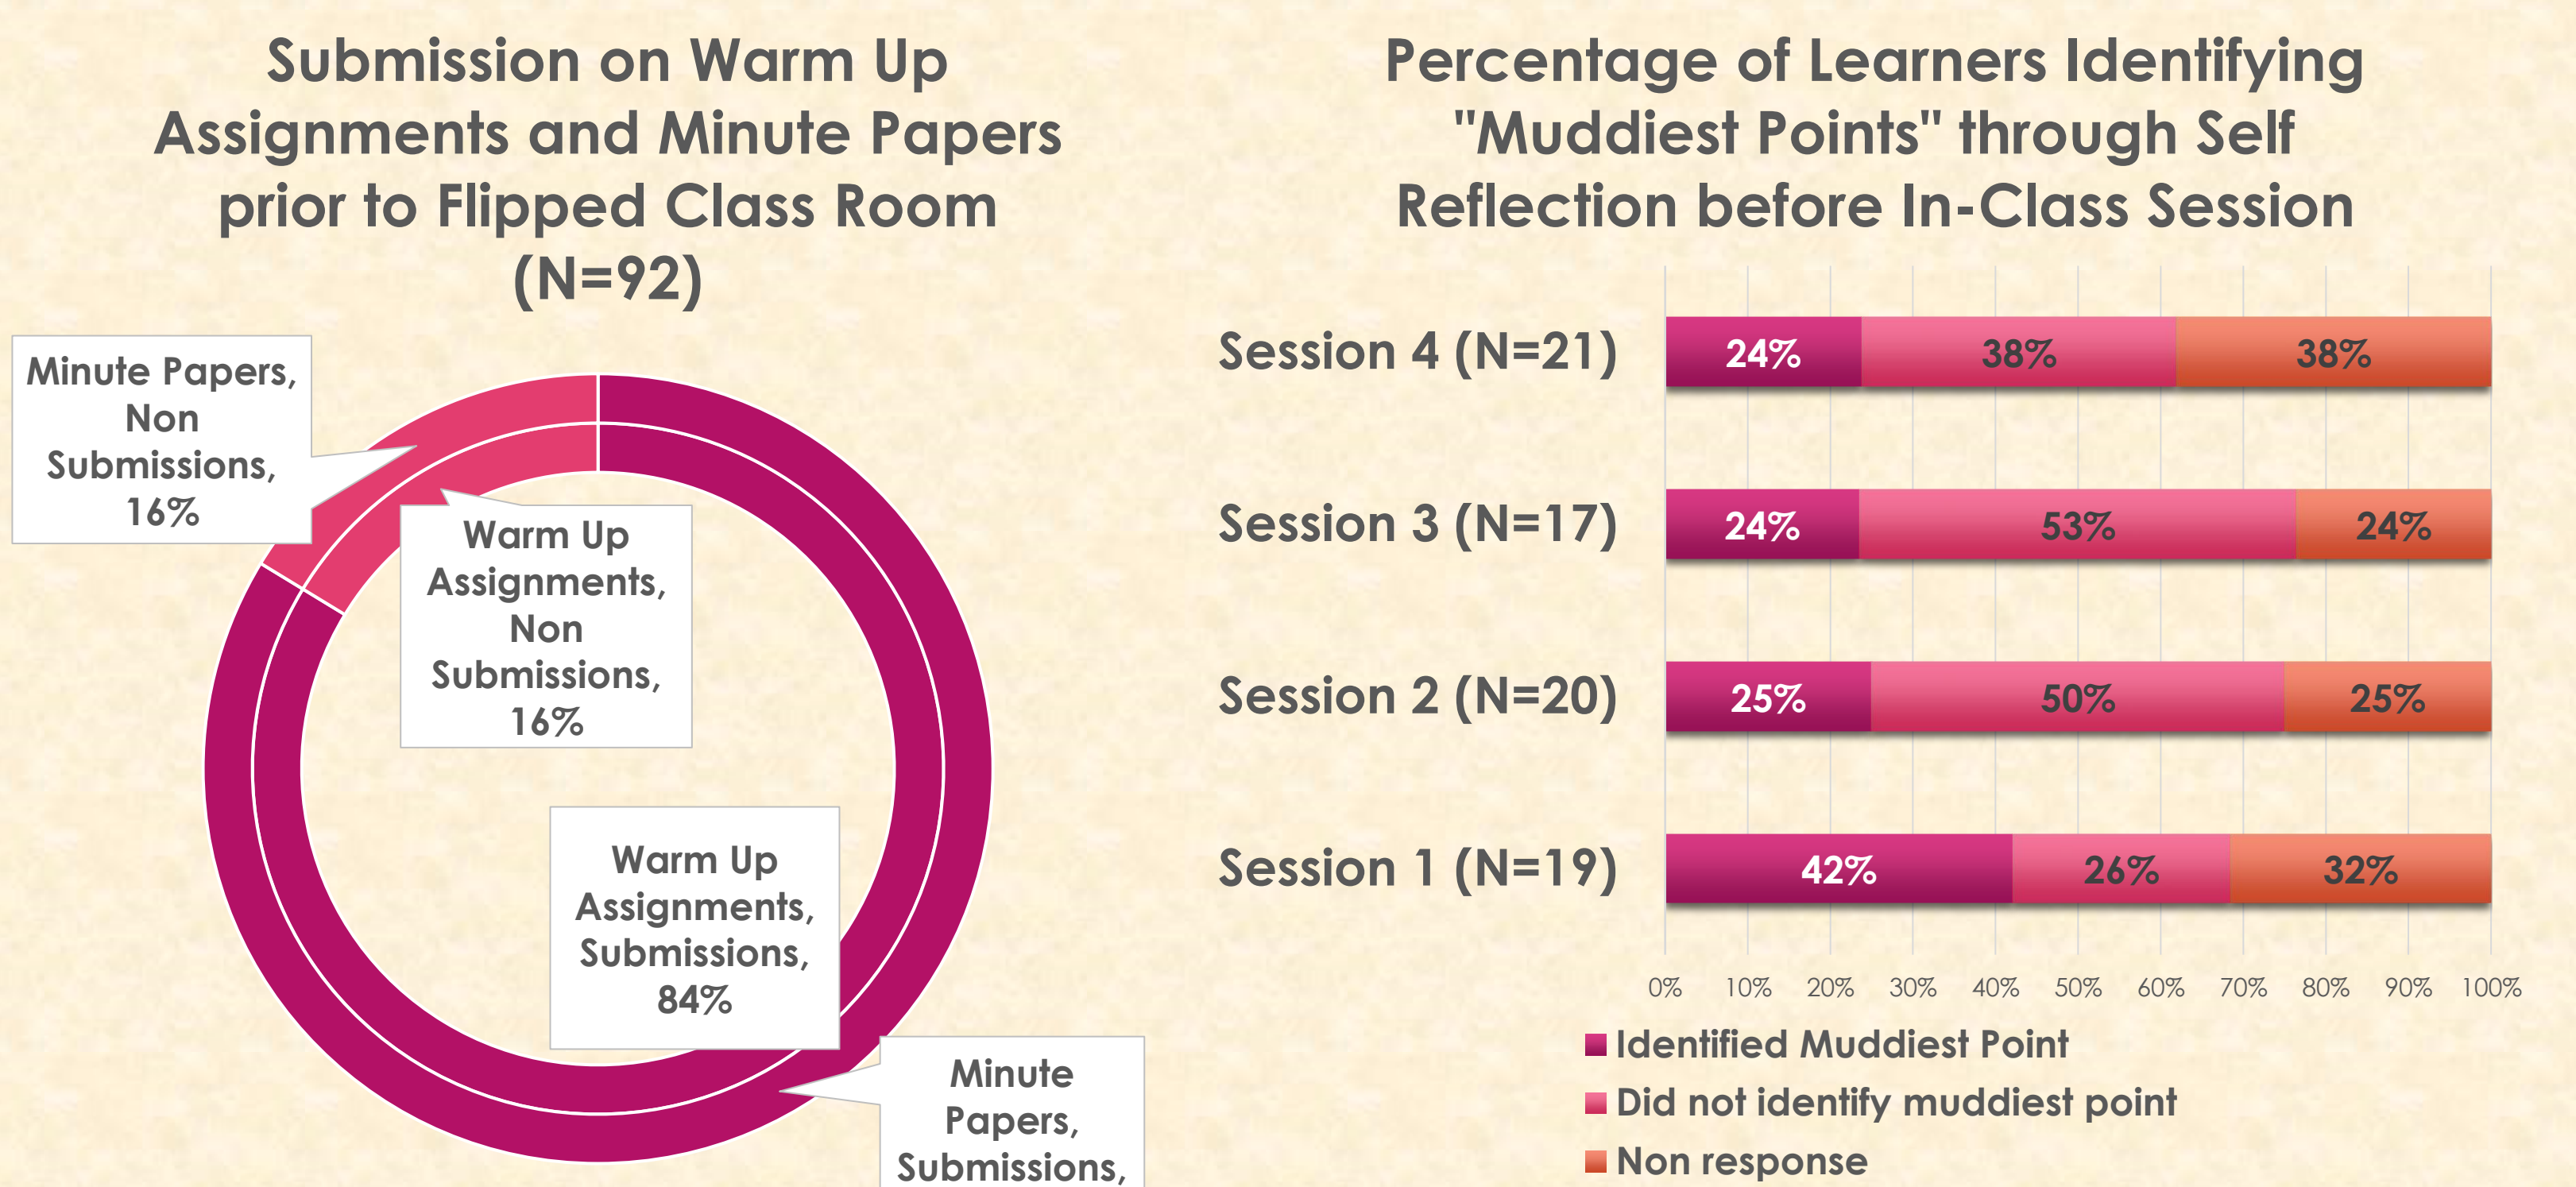 Submission on Warm Up
Assignments and Minute Papers
prior to Flipped Class Room
(N=92)
Minute Papers,
Non
Submissions,
16%
Warm Up
Assignments,
Non
Submissions,
16%
Warm Up
Assignments,
Submissions,
84%
Minute
Papers,
Submissions,
Percentage of Learners Identifying
"Muddiest Points" through Self
Reflection before In-Class Session
Session 4 (N=21)
24%
38%
38%
Session 3 (N=17)
24%
53%
24%
Session 2 (N=20)
25%
50%
25%
Session 1 (N=19)
42%
26%
32%
0% 10% 20% 30% 40% 50% 60% 70% 80% 90% 100%
Identified Muddiest Point
Did not identify muddiest point
Non response